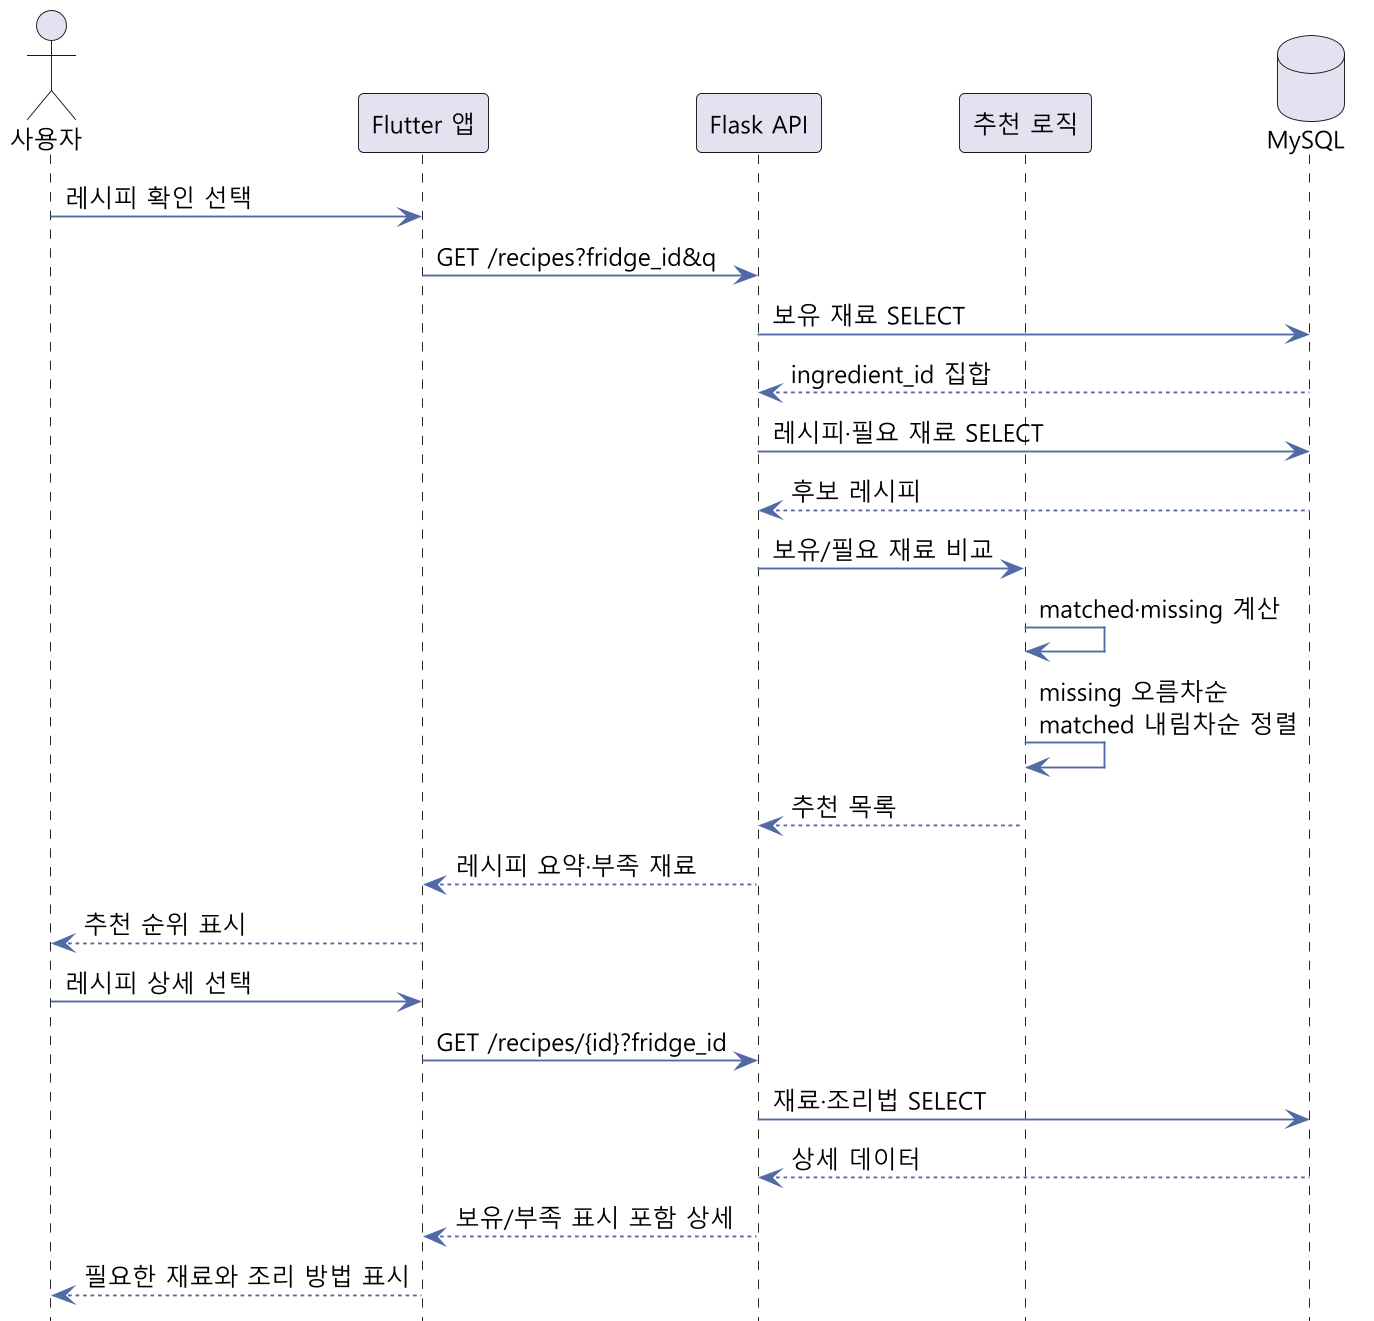 사용자
Flutter 앱
Flask API
추천 로직
MySQL
레시피 확인 선택
GET /recipes?fridge_id&q
보유 재료 SELECT
ingredient_id 집합
레시피·필요 재료 SELECT
후보 레시피
보유/필요 재료 비교
matched·missing 계산
missing 오름차순
matched 내림차순 정렬
추천 목록
레시피 요약·부족 재료
추천 순위 표시
레시피 상세 선택
GET /recipes/{id}?fridge_id
재료·조리법 SELECT
상세 데이터
보유/부족 표시 포함 상세
필요한 재료와 조리 방법 표시